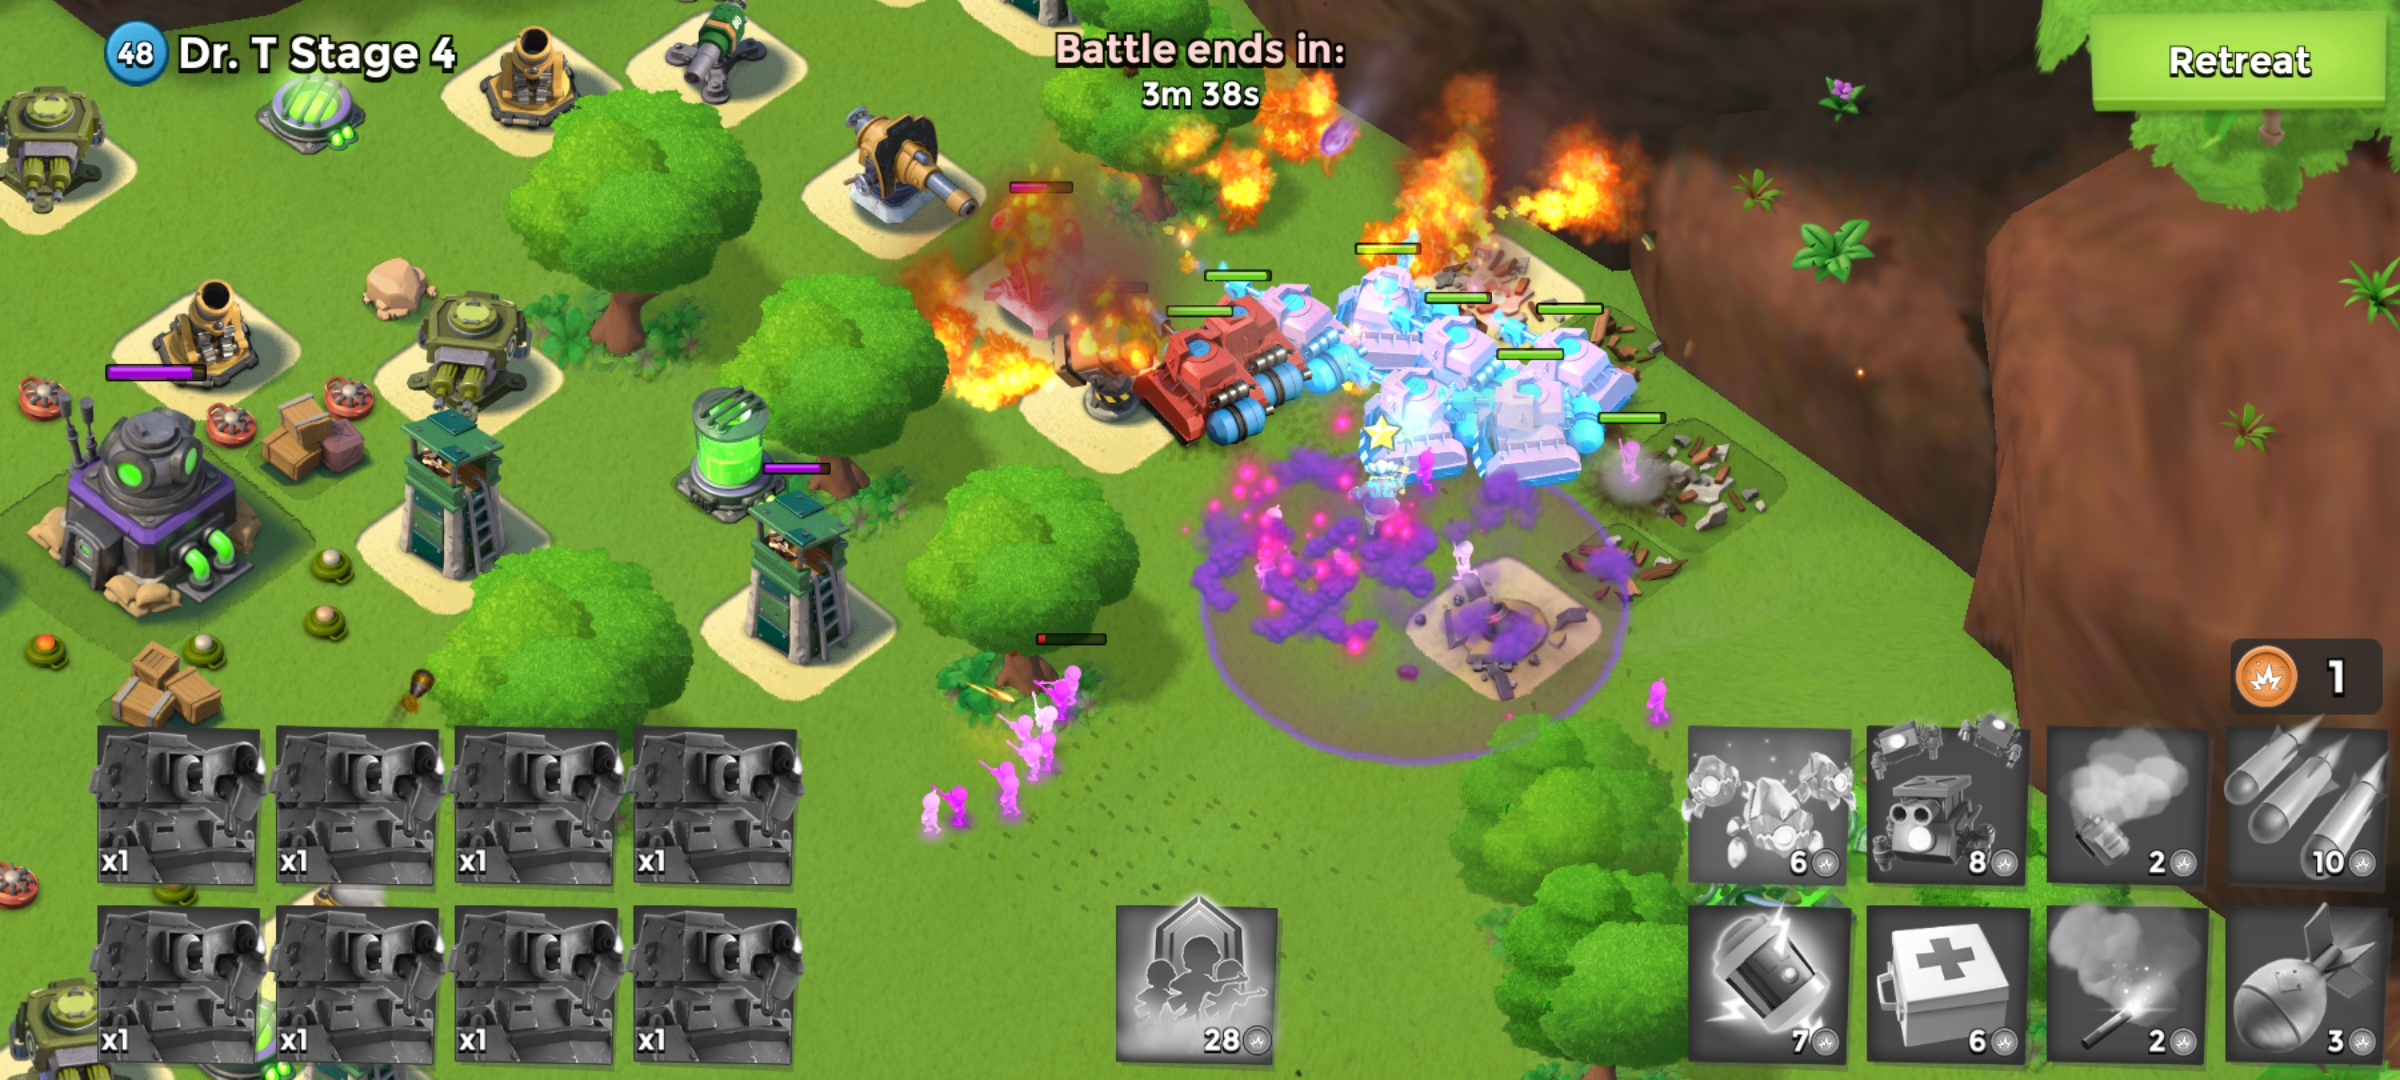 48 Dr. T Stage 4
Battle ends in:
3m 38s
Retreat
1
6
8
2
10
x1
x1
x1
x1
x1
x1
x1
x1
28
7
6
2
3